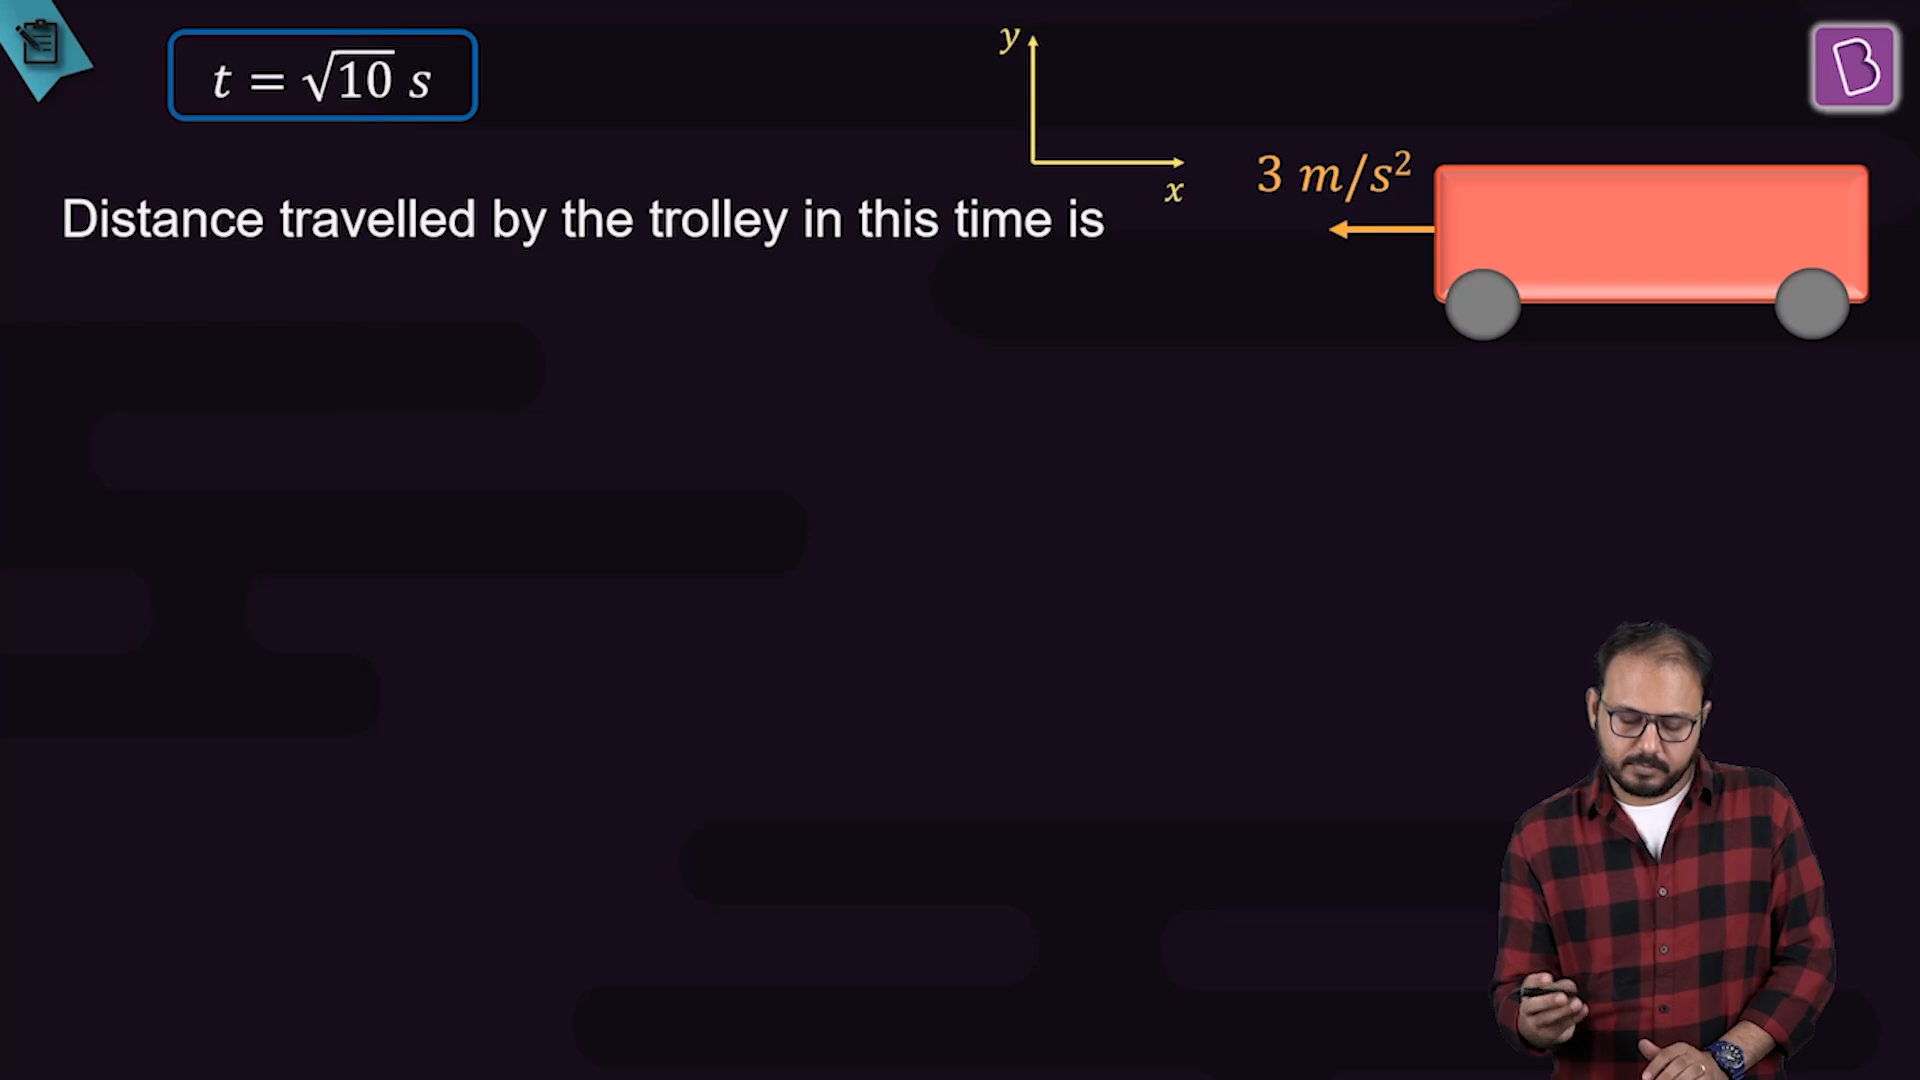 t = √10 s
y
x
3 m/s²
Distance travelled by the trolley in this time is
B